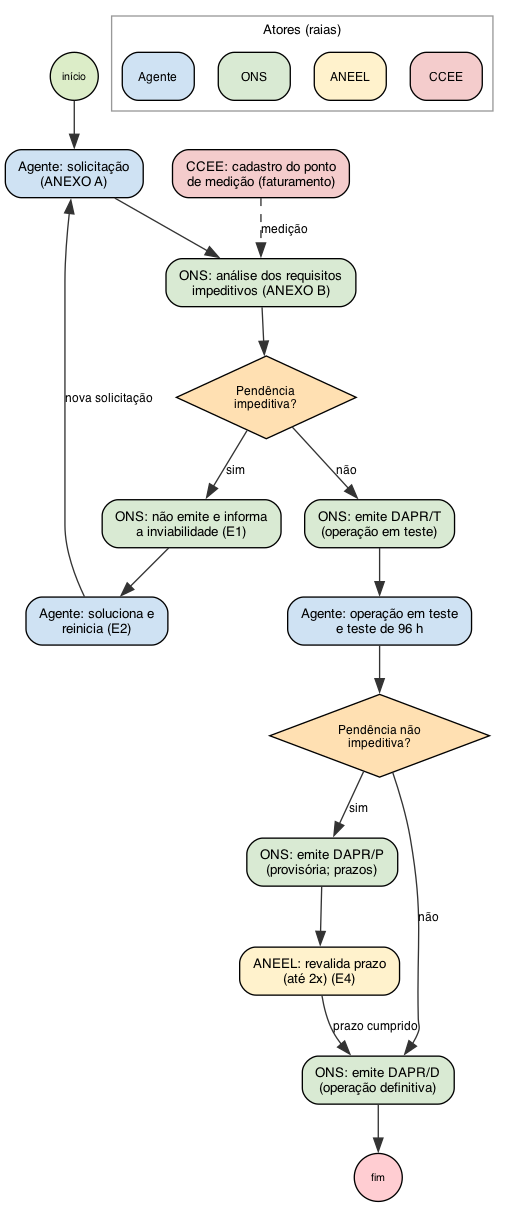 Atores (raias)
Agente
ONS
ANEEL
CCEE
início
Agente: solicitação
(ANEXO A)
CCEE: cadastro do ponto
de medição (faturamento)
medição
ONS: análise dos requisitos
impeditivos (ANEXO B)
Pendência
impeditiva?
nova solicitação
sim
não
ONS: não emite e informa
a inviabilidade (E1)
ONS: emite DAPR/T
(operação em teste)
Agente: soluciona e
reinicia (E2)
Agente: operação em teste
e teste de 96 h
Pendência não
impeditiva?
sim
ONS: emite DAPR/P
(provisória; prazos)
não
ANEEL: revalida prazo
(até 2x) (E4)
prazo cumprido
ONS: emite DAPR/D
(operação definitiva)
fim